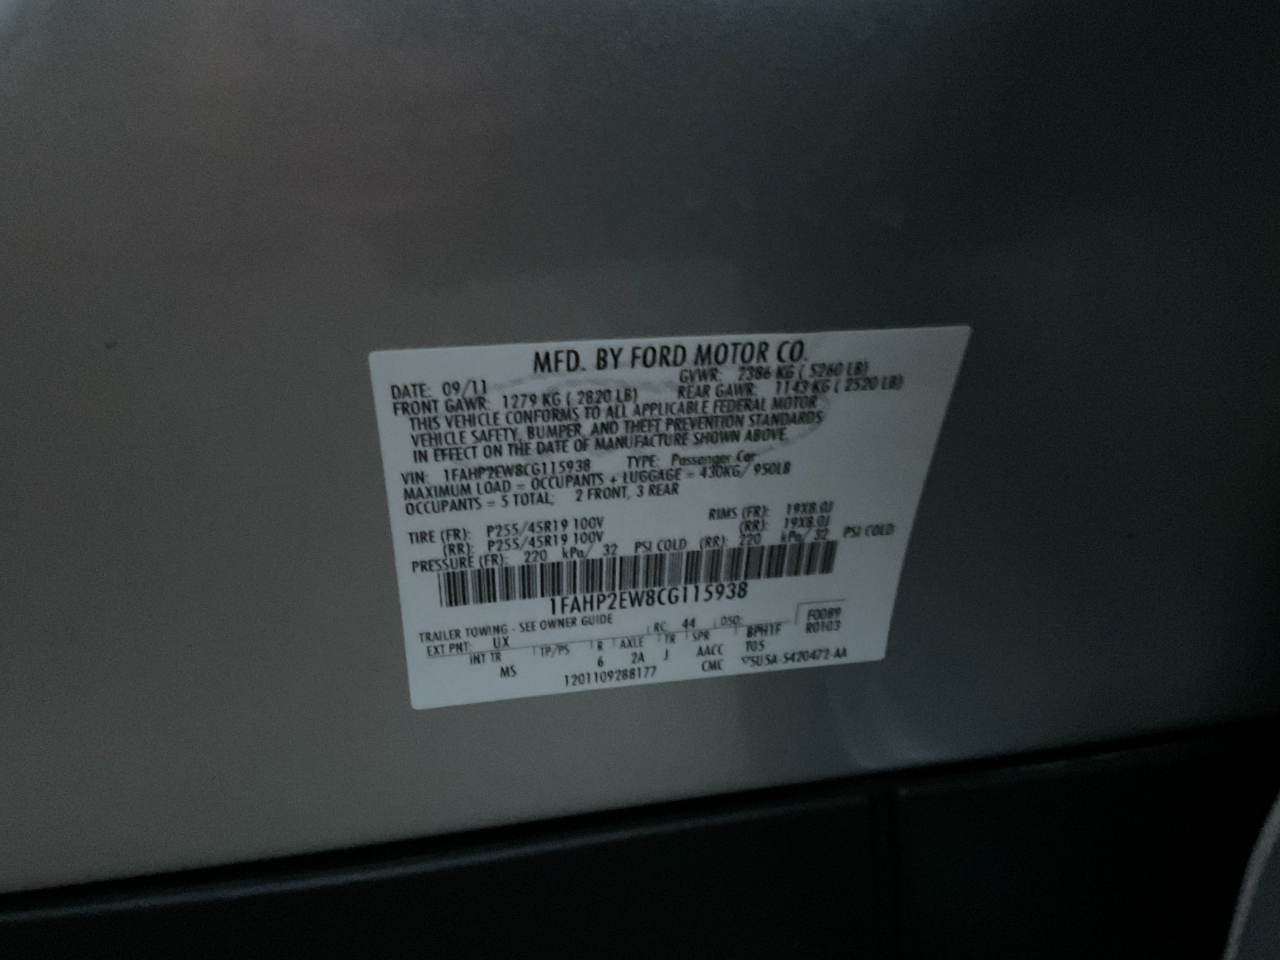 MFD. BY FORD MOTOR CO.
DATE: 09/11 GVWR: 2386 KG ( 5260 LB)
FRONT GAWR: 1279 KG ( 2820 LB) REAR GAWR: 1143 KG ( 2520 LB)
THIS VEHICLE CONFORMS TO ALL APPLICABLE FEDERAL MOTOR
VEHICLE SAFETY, BUMPER, AND THEFT PREVENTION STANDARDS
IN EFFECT ON THE DATE OF MANUFACTURE SHOWN ABOVE.
VIN: 1FAHP2EW8CG115938 TYPE: Passenger Car
MAXIMUM LOAD = OCCUPANTS + LUGGAGE = 430KG/ 950LB
OCCUPANTS = 5 TOTAL; 2 FRONT, 3 REAR
TIRE (FR): P255/45R19 100V RIMS (FR): 19X8.0J
(RR): P255/45R19 100V (RR): 19X8.0J
PRESSURE (FR): 220 kPa/ 32 PSI COLD (RR): 220 kPa/ 32 PSI COLD
1FAHP2EW8CG115938
TRAILER TOWING - SEE OWNER GUIDE
EXT PNT: UX RC: 44 DSO: F0089
INT TR TP/PS R AXLE TR SPR BPHTF R0103
MS 6 2A J AACC T05
1201109288177 CMC 5U5A-5420472-AA